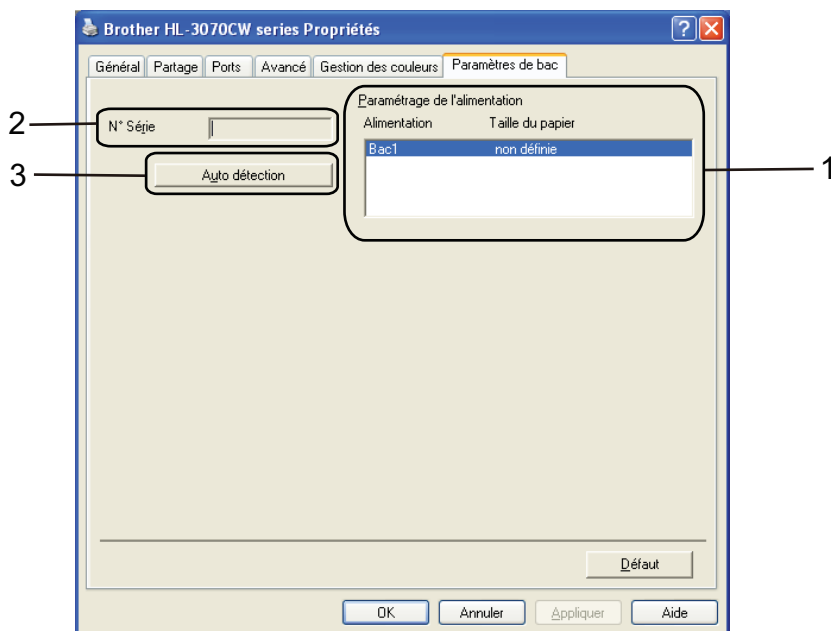 Brother HL-3070CW series Propriétés
Général Partage Ports Avancé Gestion des couleurs Paramètres de bac
2
N° Série
3
Auto détection
Paramétrage de l'alimentation
Alimentation Taille du papier
Bac1 non définie
1
Défaut
OK Annuler Appliquer Aide